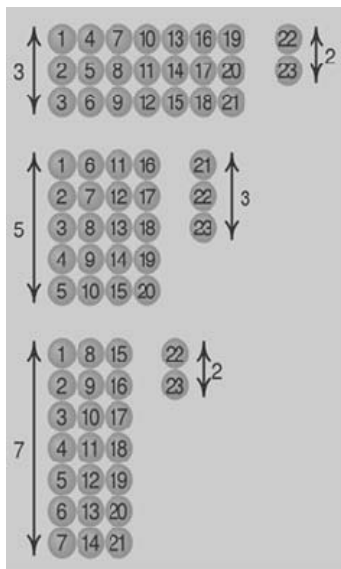 1 4 7 10 13 16 19 22
3 2 5 8 11 14 17 20 23 2
3 6 9 12 15 18 21
1 6 11 16 21
2 7 12 17 22 3
5 3 8 13 18 23
4 9 14 19
5 10 15 20
1 8 15 22
2 9 16 23 2
3 10 17
7 4 11 18
5 12 19
6 13 20
7 14 21